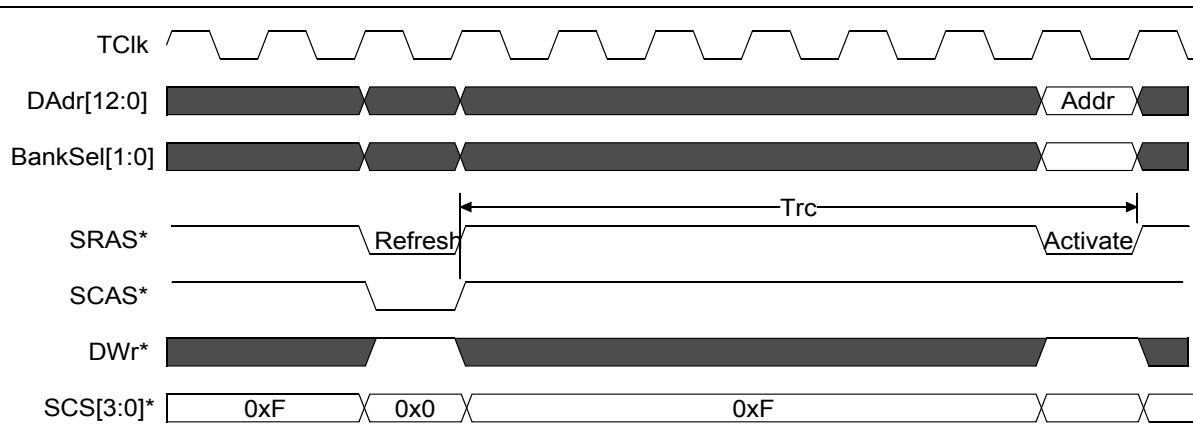 TClk
DAdr[12:0] Addr
BankSel[1:0]
Trc
SRAS* Refresh Activate
SCAS*
DWr*
SCS[3:0]* 0xF 0x0 0xF